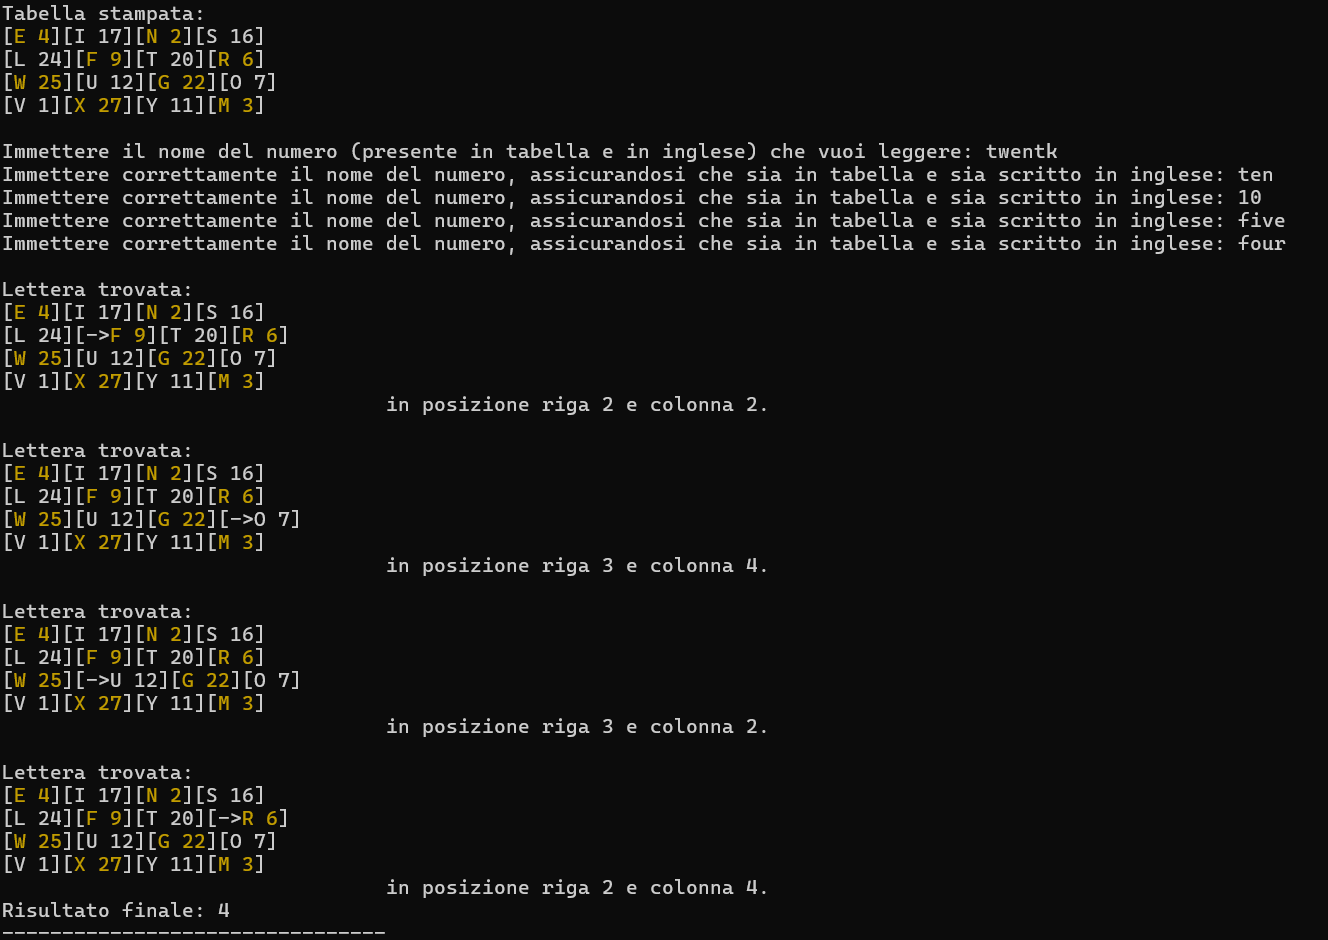 Tabella stampata:
[E 4][I 17][N 2][S 16]
[L 24][F 9][T 20][R 6]
[W 25][U 12][G 22][O 7]
[V 1][X 27][Y 11][M 3]
Immettere il nome del numero (presente in tabella e in inglese) che vuoi leggere: twentk
Immettere correttamente il nome del numero, assicurandosi che sia in tabella e sia scritto in inglese: ten
Immettere correttamente il nome del numero, assicurandosi che sia in tabella e sia scritto in inglese: 10
Immettere correttamente il nome del numero, assicurandosi che sia in tabella e sia scritto in inglese: five
Immettere correttamente il nome del numero, assicurandosi che sia in tabella e sia scritto in inglese: four
Lettera trovata:
[E 4][I 17][N 2][S 16]
[L 24][->F 9][T 20][R 6]
[W 25][U 12][G 22][O 7]
[V 1][X 27][Y 11][M 3]
in posizione riga 2 e colonna 2.
Lettera trovata:
[E 4][I 17][N 2][S 16]
[L 24][F 9][T 20][R 6]
[W 25][U 12][G 22][->O 7]
[V 1][X 27][Y 11][M 3]
in posizione riga 3 e colonna 4.
Lettera trovata:
[E 4][I 17][N 2][S 16]
[L 24][F 9][T 20][R 6]
[W 25][->U 12][G 22][O 7]
[V 1][X 27][Y 11][M 3]
in posizione riga 3 e colonna 2.
Lettera trovata:
[E 4][I 17][N 2][S 16]
[L 24][F 9][T 20][->R 6]
[W 25][U 12][G 22][O 7]
[V 1][X 27][Y 11][M 3]
in posizione riga 2 e colonna 4.
Risultato finale: 4
--------------------------------